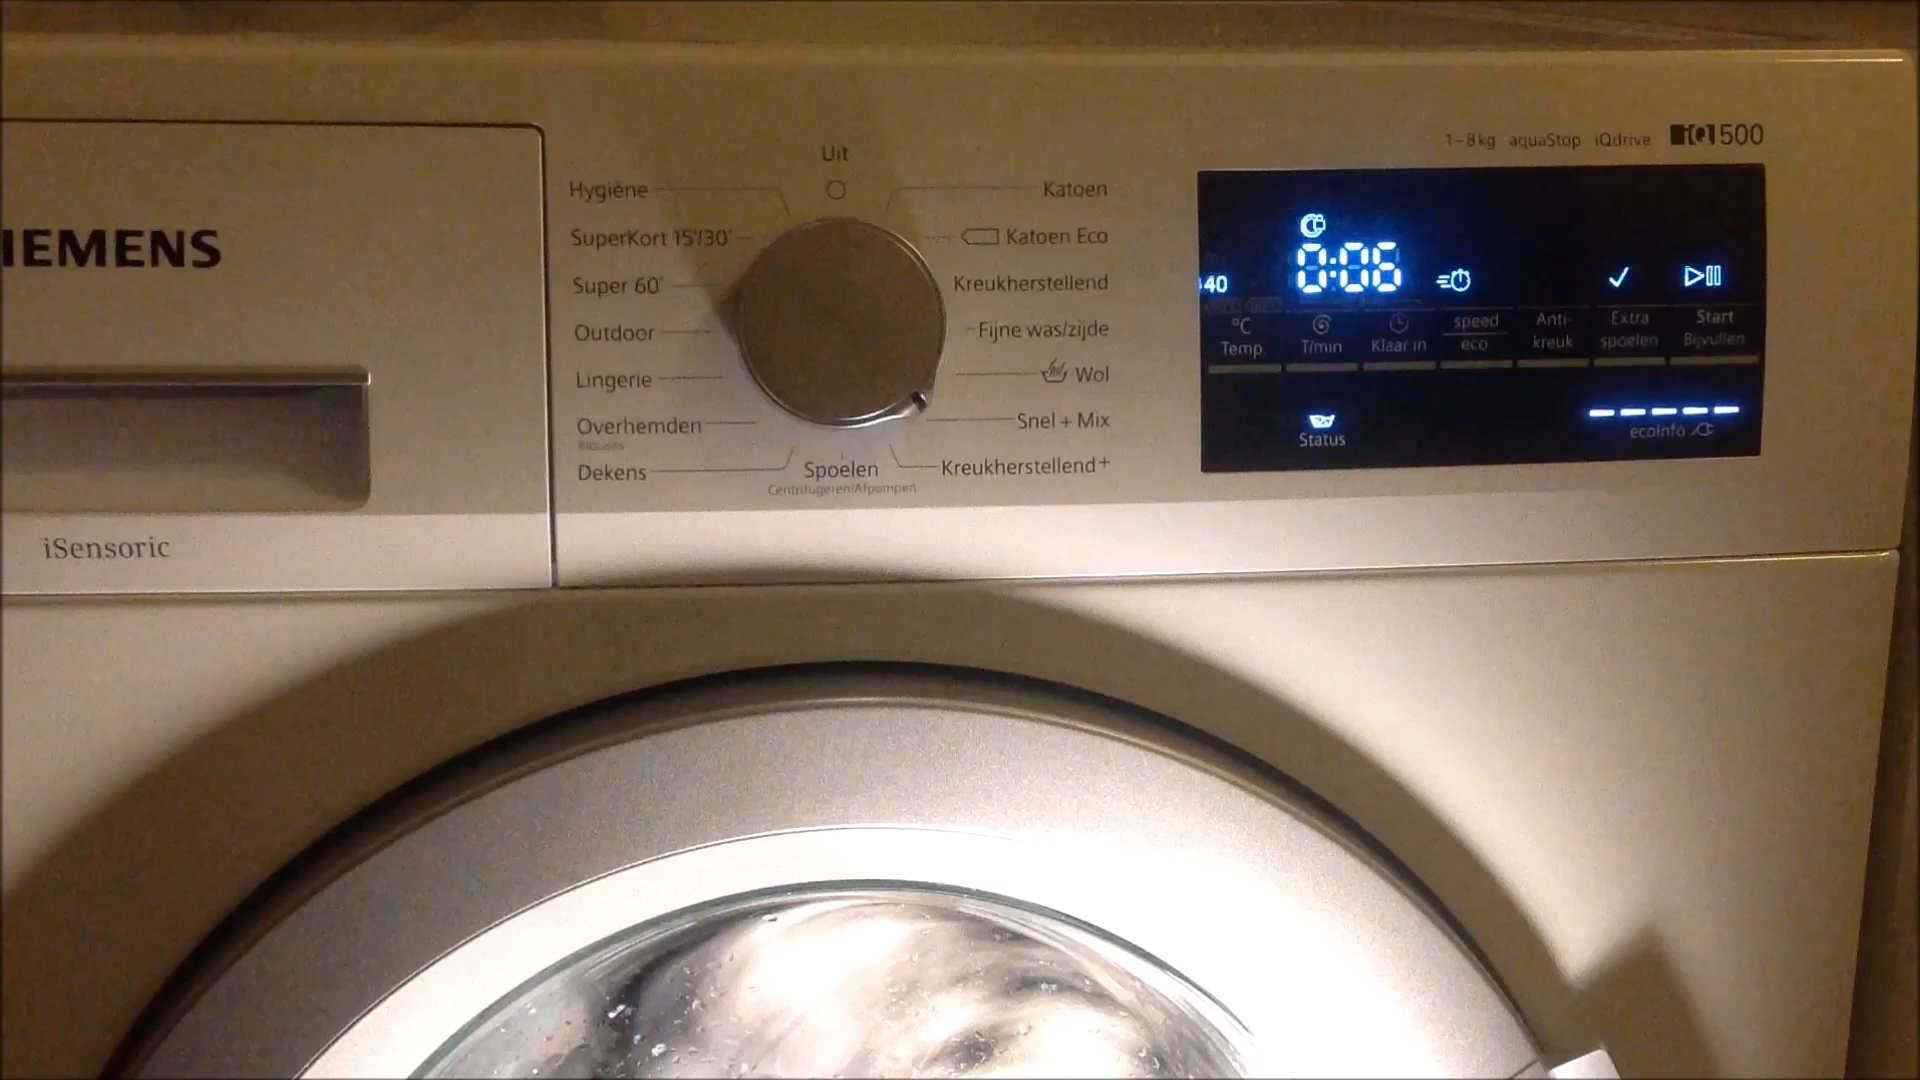 IEMENS
iSensoric
Uit
Hygiëne
SuperKort 15'/30'
Super 60'
Outdoor
Lingerie
Overhemden
Blouses
Dekens
Spoelen
Centrifugeren/Afpompen
Katoen
Katoen Eco
Kreukherstellend
Fijne was/zijde
Wol
Snel + Mix
Kreukherstellend+
1–8kg aquaStop iQdrive iQ500
40 0:06
°C Temp.
T/min
Klaar in
speed eco
Anti-kreuk
Extra spoelen
Start Bijvullen
Status
ecoInfo